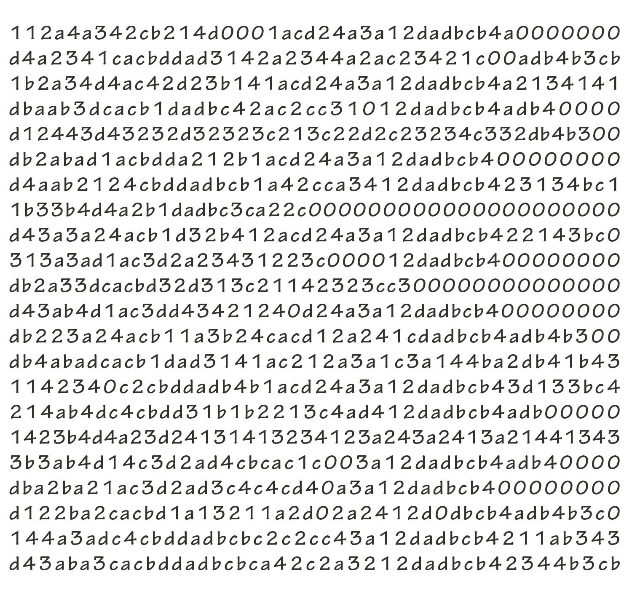 112a4a342cb214d0001acd24a3a12dadbcb4a0000000
d4a2341cacbddad3142a2344a2ac23421c00adb4b3cb
1b2a34d4ac42d23b141acd24a3a12dadbcb4a2134141
dbaab3dcacb1dadbc42ac2cc31012dadbcb4adb40000
d12443d43232d32323c213c22d2c23234c332db4b300
db2abad1acbdda212b1acd24a3a12dadbcb400000000
d4aab2124cbddadbcb1a42cca3412dadbcb423134bc1
1b33b4d4a2b1dadbc3ca22c000000000000000000000
d43a3a24acb1d32b412acd24a3a12dadbcb422143bc0
313a3ad1ac3d2a23431223c000012dadbcb400000000
db2a33dcacbd32d313c21142323cc300000000000000
d43ab4d1ac3dd43421240d24a3a12dadbcb400000000
db223a24acb11a3b24cacd12a241cdadbcb4adb4b300
db4abadcacb1dad3141ac212a3a1c3a144ba2db41b43
1142340c2cbddadb4b1acd24a3a12dadbcb43d133bc4
214ab4dc4cbdd31b1b2213c4ad412dadbcb4adb00000
1423b4d4a23d24131413234123a243a2413a21441343
3b3ab4d14c3d2ad4cbcac1c003a12dadbcb4adb40000
dba2ba21ac3d2ad3c4c4cd40a3a12dadbcb400000000
d122ba2cacbd1a13211a2d02a2412d0dbcb4adb4b3c0
144a3adc4cbddadbcbc2c2cc43a12dadbcb4211ab343
d43aba3cacbddadbcbca42c2a3212dadbcb42344b3cb